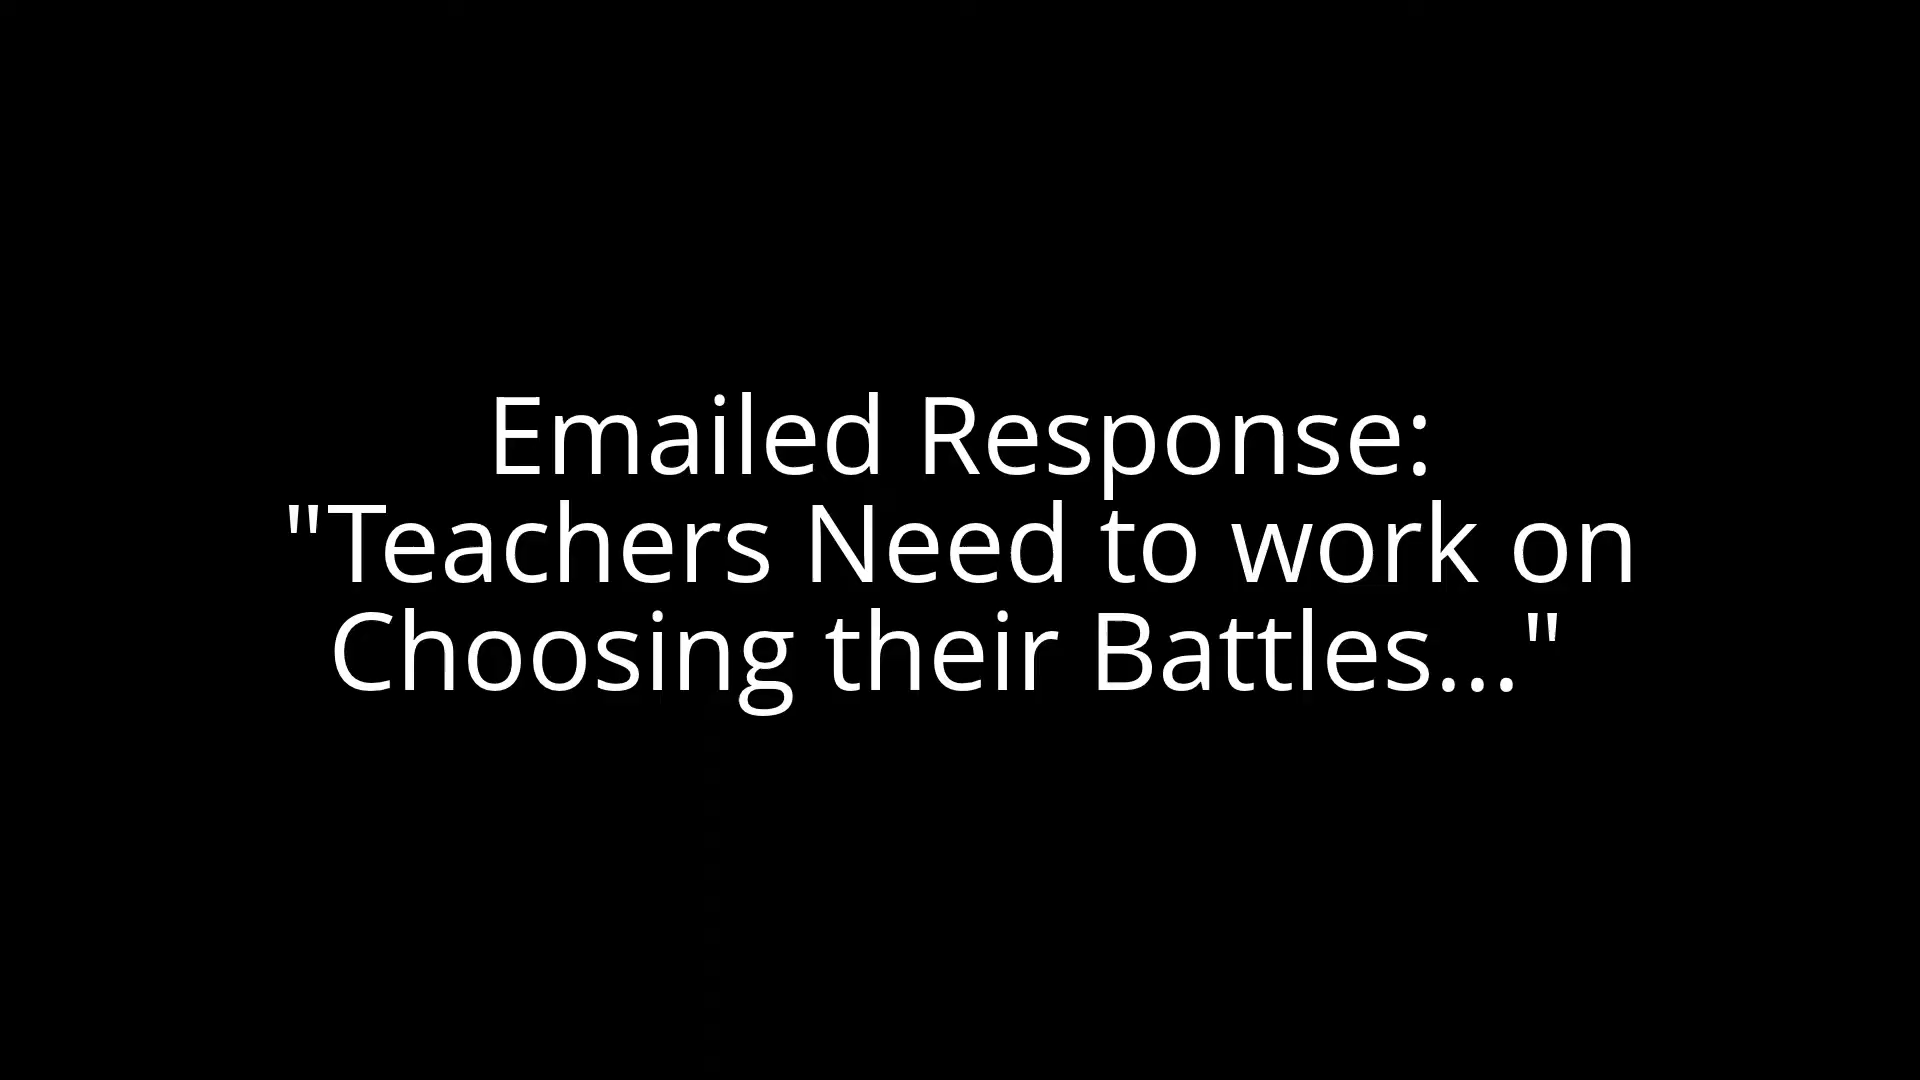 Emailed Response:
"Teachers Need to work on
Choosing their Battles..."